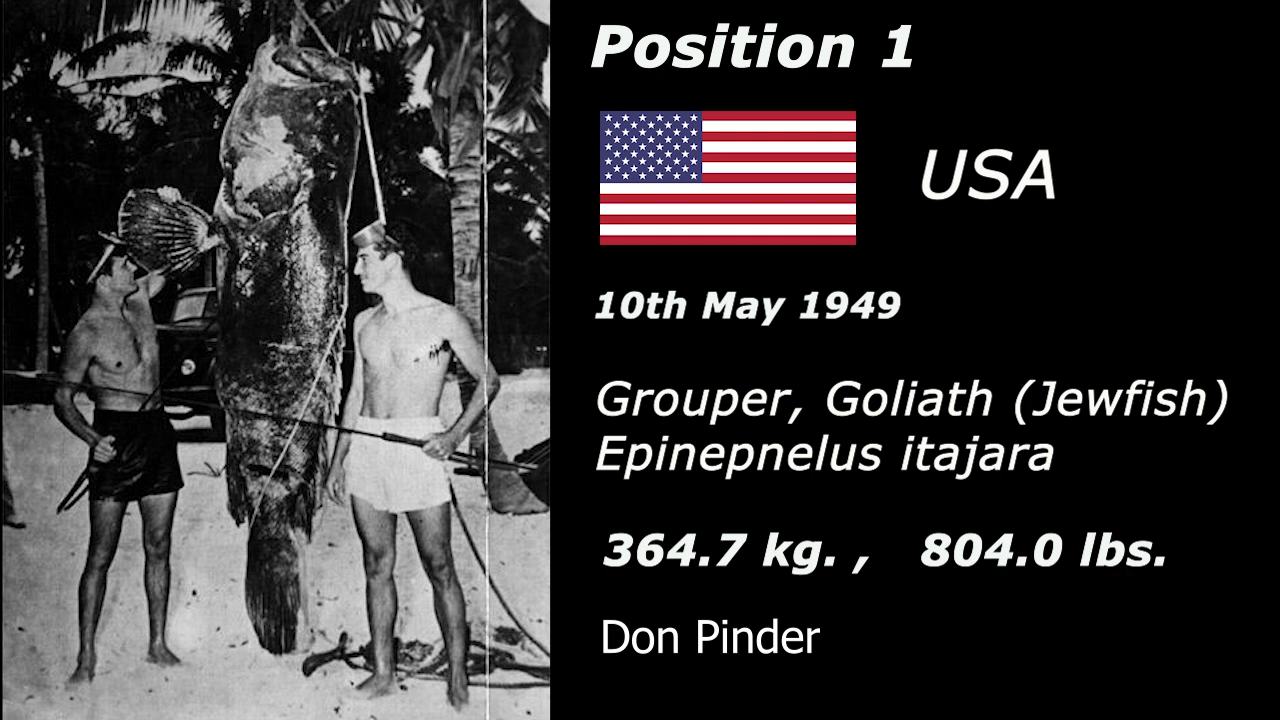 Position 1
USA
10th May 1949
Grouper, Goliath (Jewfish)
Epinepnelus itajara
364.7 kg. , 804.0 lbs.
Don Pinder